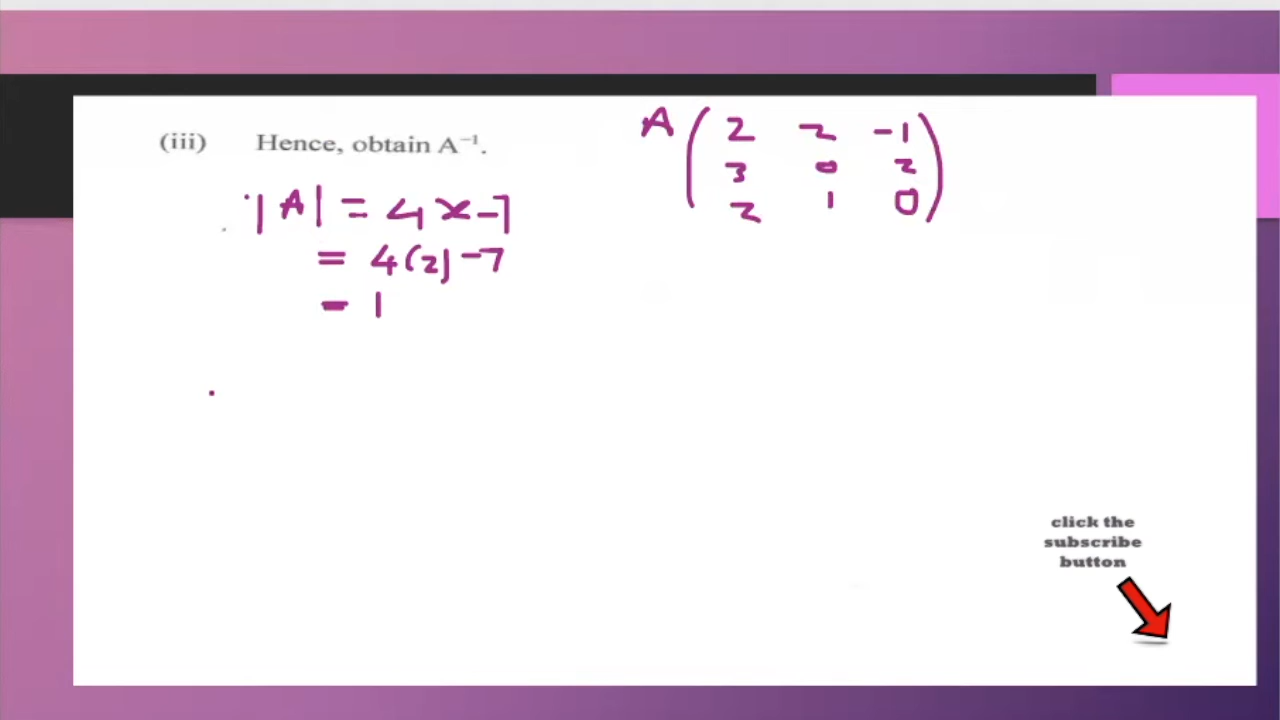 (iii) Hence, obtain A⁻¹.
A ( 2 2 -1
3 0 2
2 1 0 )
|A| = 4x-7
= 4(2)-7
= 1
click the
subscribe
button